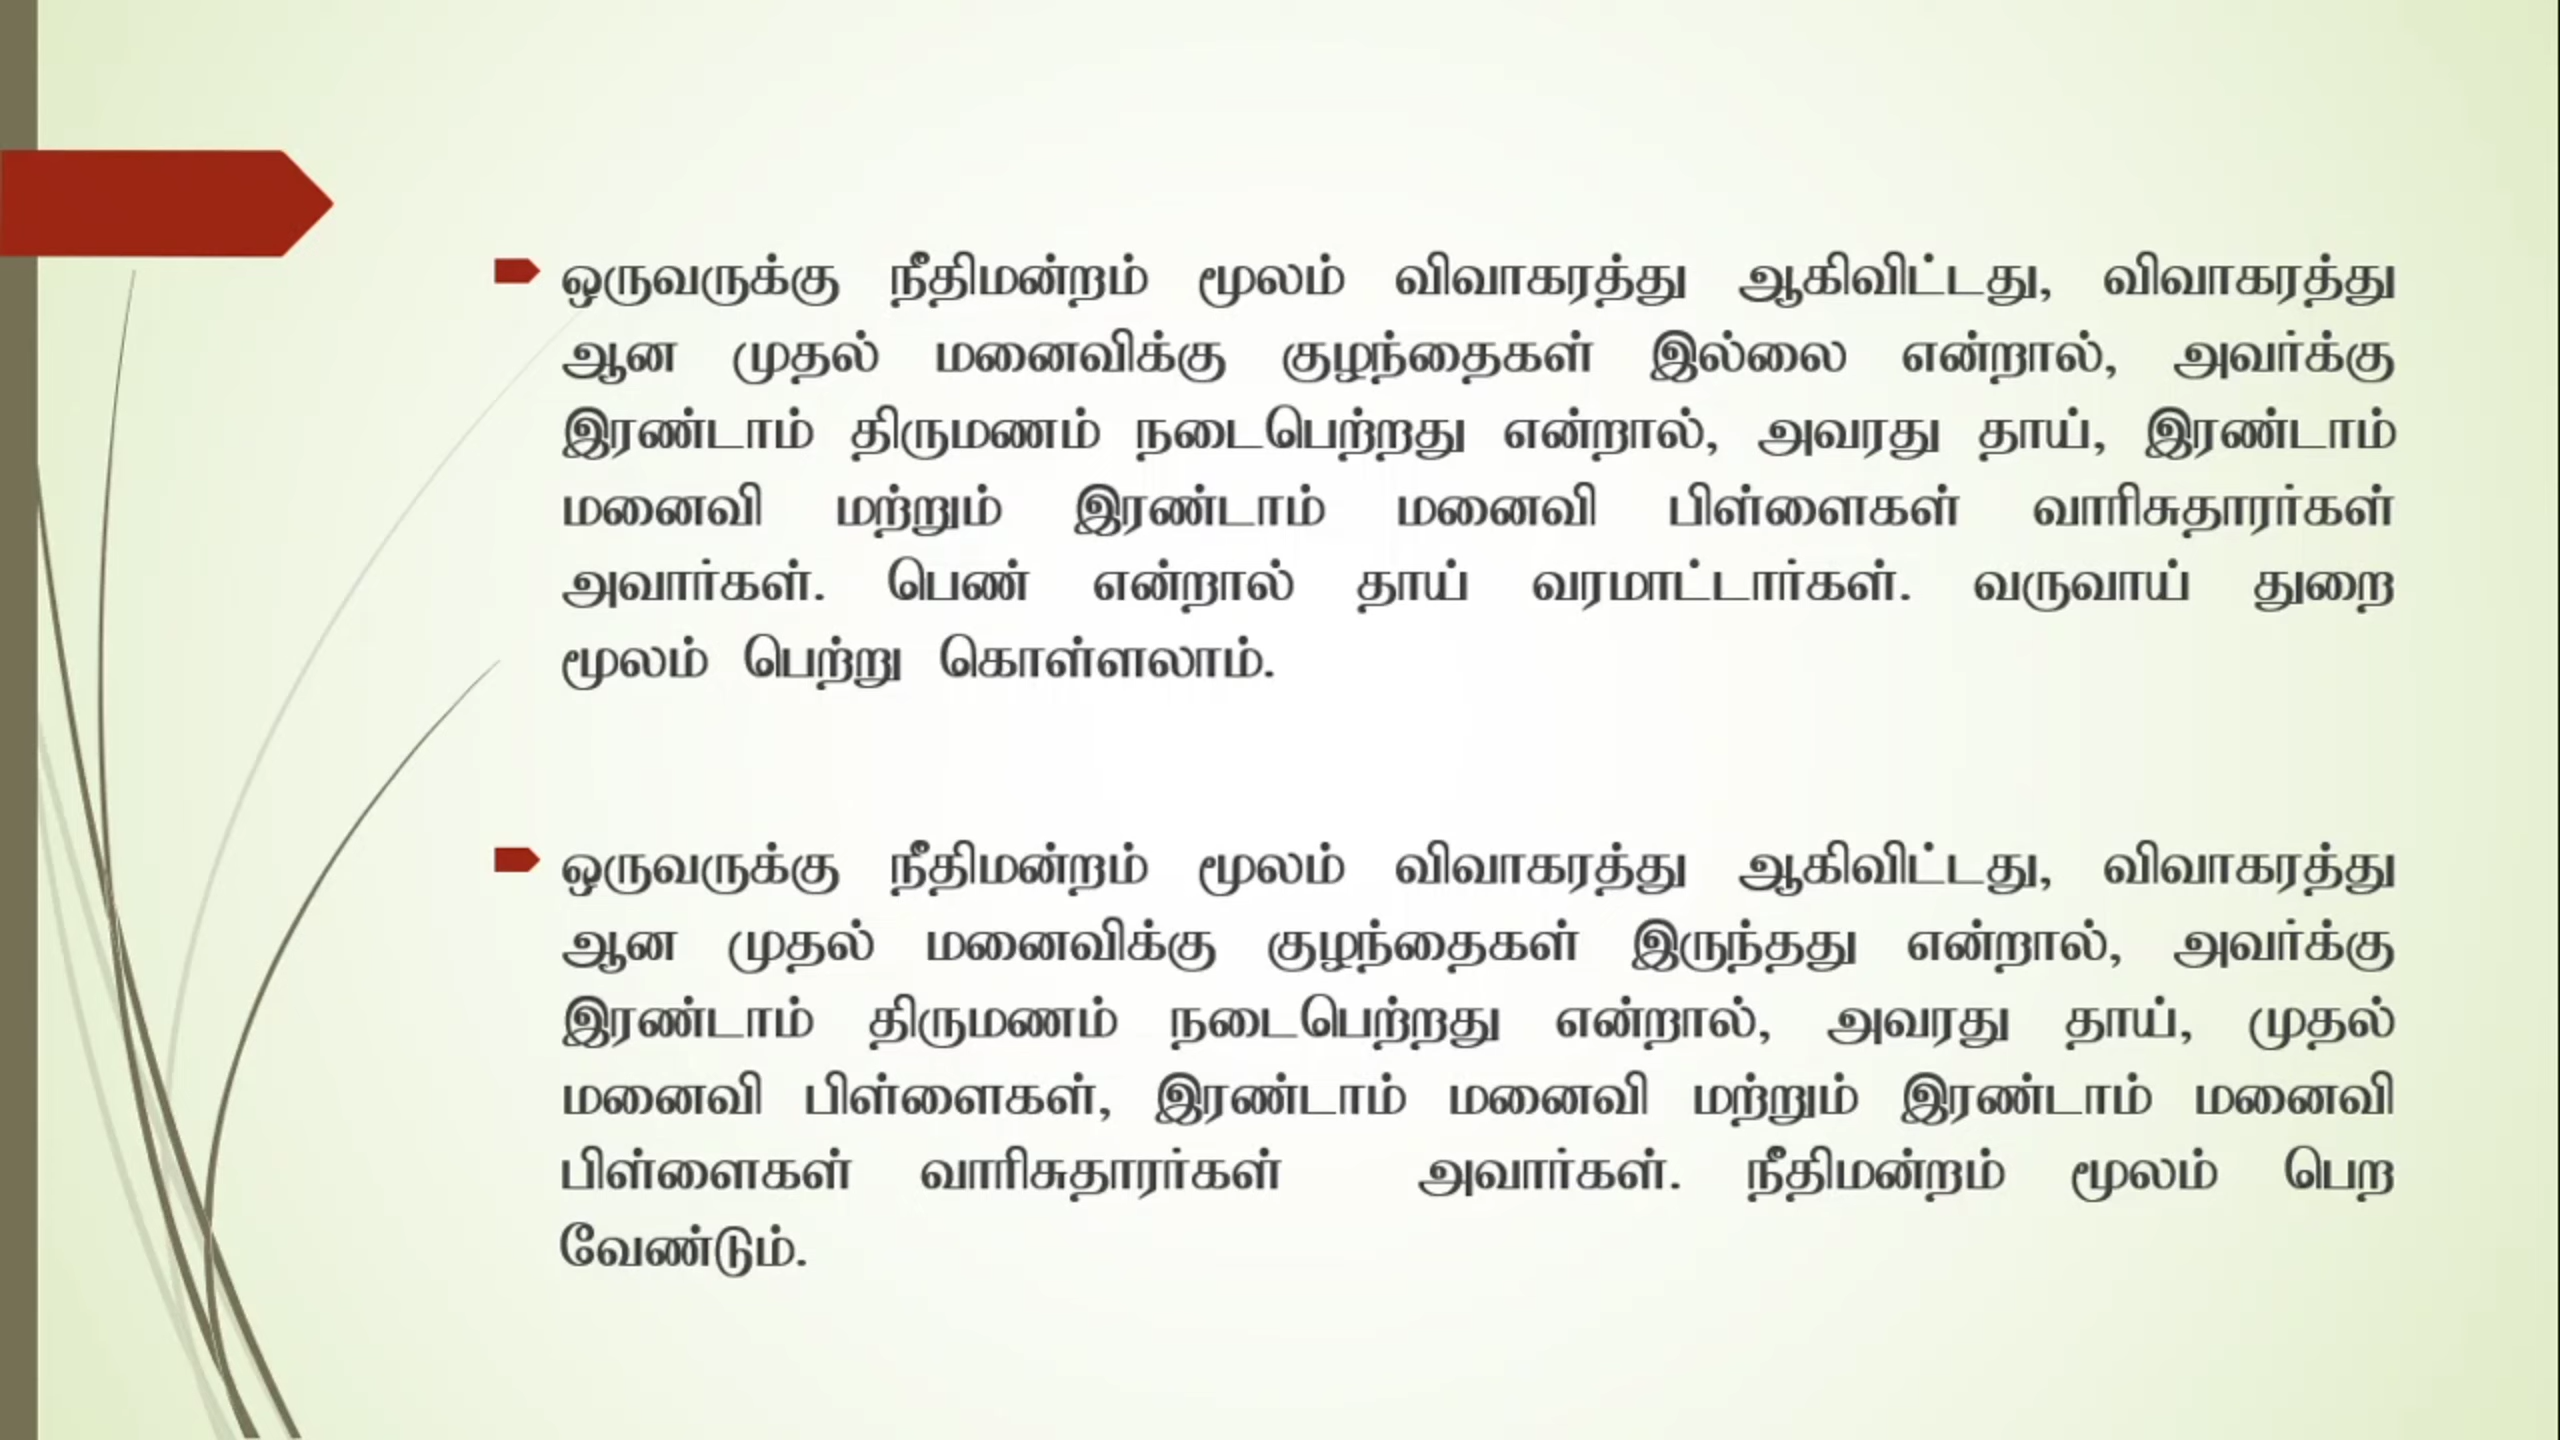 ஒருவருக்கு நீதிமன்றம் மூலம் விவாகரத்து ஆகிவிட்டது, விவாகரத்து
ஆன முதல் மனைவிக்கு குழந்தைகள் இல்லை என்றால், அவர்க்கு
இரண்டாம் திருமணம் நடைபெற்றது என்றால், அவரது தாய், இரண்டாம்
மனைவி மற்றும் இரண்டாம் மனைவி பிள்ளைகள் வாரிசுதாரர்கள்
அவார்கள். பெண் என்றால் தாய் வரமாட்டார்கள். வருவாய் துறை
மூலம் பெற்று கொள்ளலாம்.
ஒருவருக்கு நீதிமன்றம் மூலம் விவாகரத்து ஆகிவிட்டது, விவாகரத்து
ஆன முதல் மனைவிக்கு குழந்தைகள் இருந்தது என்றால், அவர்க்கு
இரண்டாம் திருமணம் நடைபெற்றது என்றால், அவரது தாய், முதல்
மனைவி பிள்ளைகள், இரண்டாம் மனைவி மற்றும் இரண்டாம் மனைவி
பிள்ளைகள் வாரிசுதாரர்கள் அவார்கள். நீதிமன்றம் மூலம் பெற
வேண்டும்.